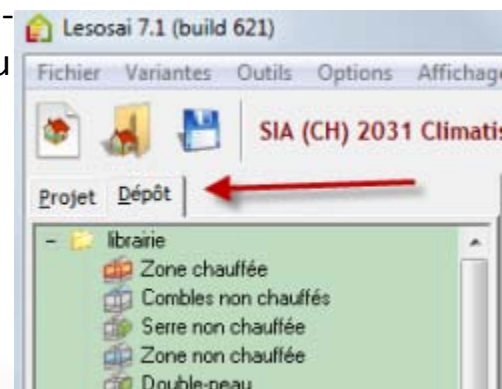 -
u
Lesosai 7.1 (build 621)
Fichier Variantes Outils Options Affichage
SIA (CH) 2031 Climatis
Projet Dépôt
librairie
Zone chauffée
Combles non chauffés
Serre non chauffée
Zone non chauffée
Double-peau